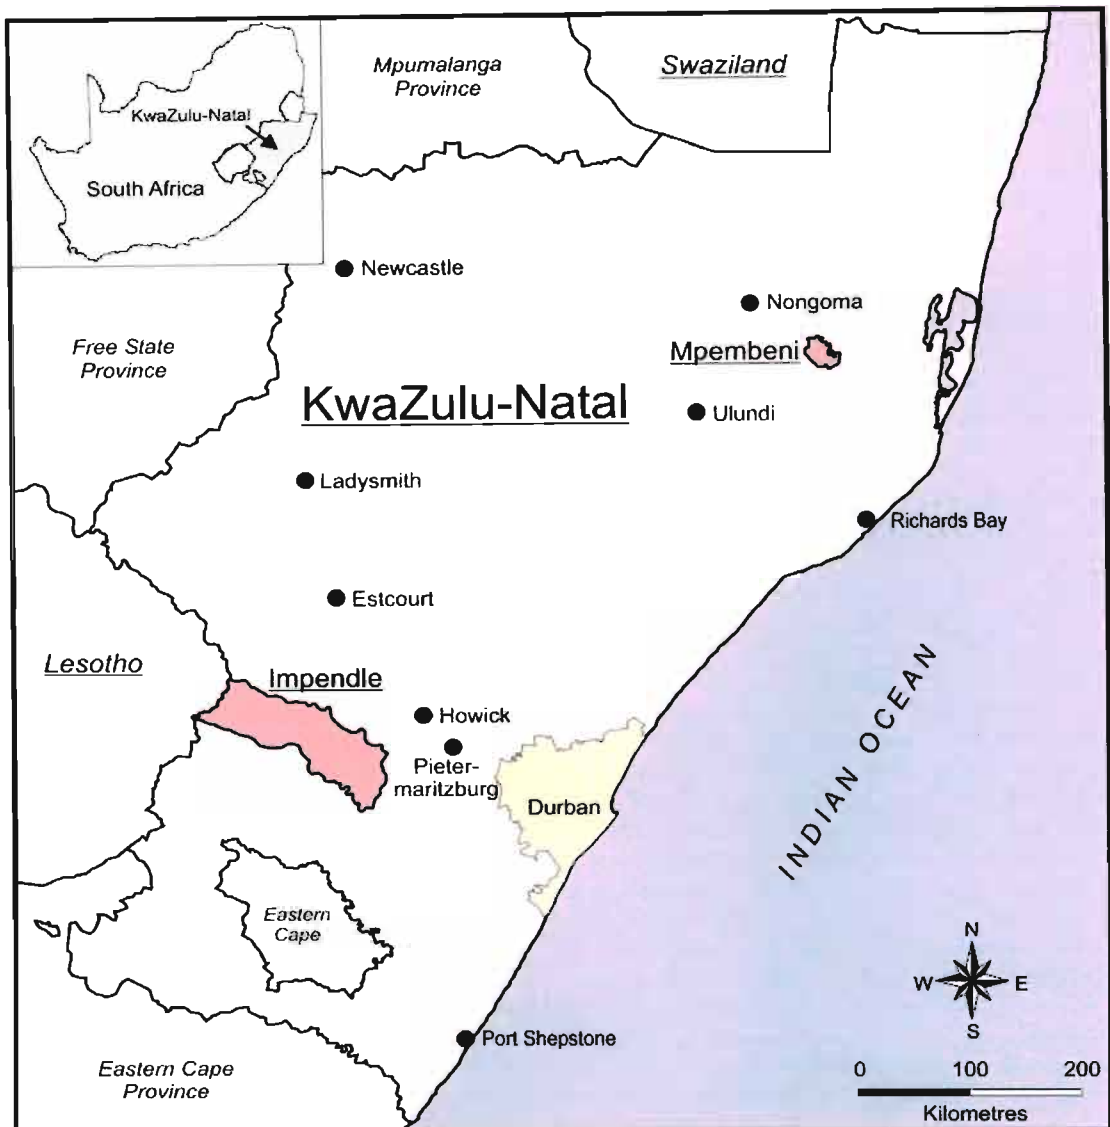 Mpumalanga
Province
Swaziland
KwaZulu-Natal
South Africa
Newcastle
Nongoma
Free State
Province
Mpembeni
KwaZulu-Natal
Ulundi
Ladysmith
Richards Bay
Estcourt
Lesotho
Impendle
Howick
Pieter-
maritzburg
Durban
INDIAN OCEAN
Eastern
Cape
N
W
E
S
Port Shepstone
Eastern Cape
Province
0
100
200
Kilometres